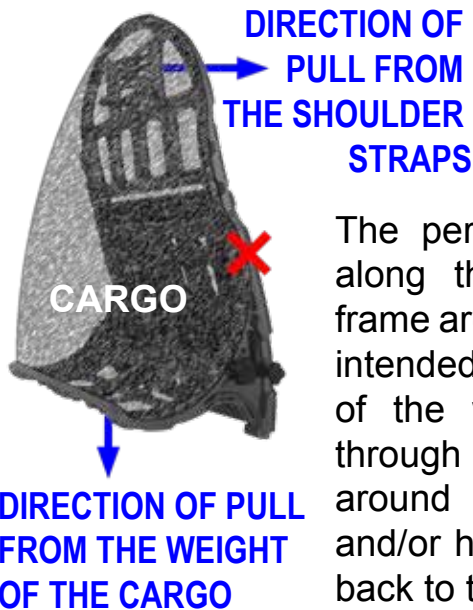 DIRECTION OF
PULL FROM
THE SHOULDER
STRAPS
CARGO
The per
along th
frame ar
intended
of the
through
around
and/or h
back to t
DIRECTION OF PULL
FROM THE WEIGHT
OF THE CARGO